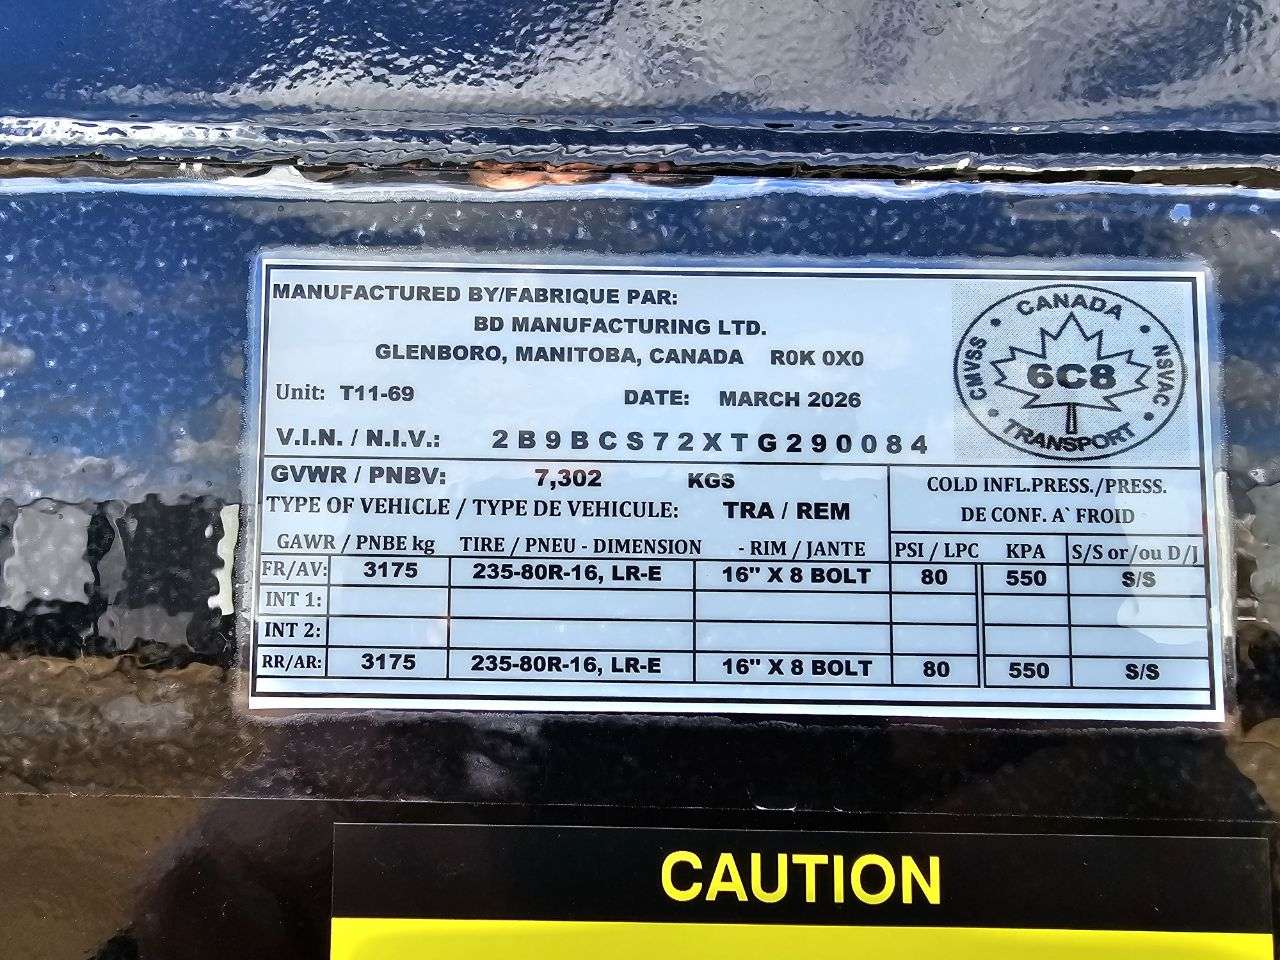 MANUFACTURED BY/FABRIQUE PAR:
BD MANUFACTURING LTD.
GLENBORO, MANITOBA, CANADA R0K 0X0
Unit: T11-69 DATE: MARCH 2026
V.I.N. / N.I.V.: 2B9BCS72XTG290084
CANADA
CMVSS
6C8
NSVAC
TRANSPORT
GVWR / PNBV: 7,302 KGS
TYPE OF VEHICLE / TYPE DE VEHICULE: TRA / REM
COLD INFL.PRESS./PRESS.
DE CONF. A` FROID
GAWR / PNBE kg TIRE / PNEU - DIMENSION - RIM / JANTE PSI / LPC KPA S/S or/ou D/J
FR/AV: 3175 235-80R-16, LR-E 16" X 8 BOLT 80 550 S/S
INT 1:
INT 2:
RR/AR: 3175 235-80R-16, LR-E 16" X 8 BOLT 80 550 S/S
CAUTION